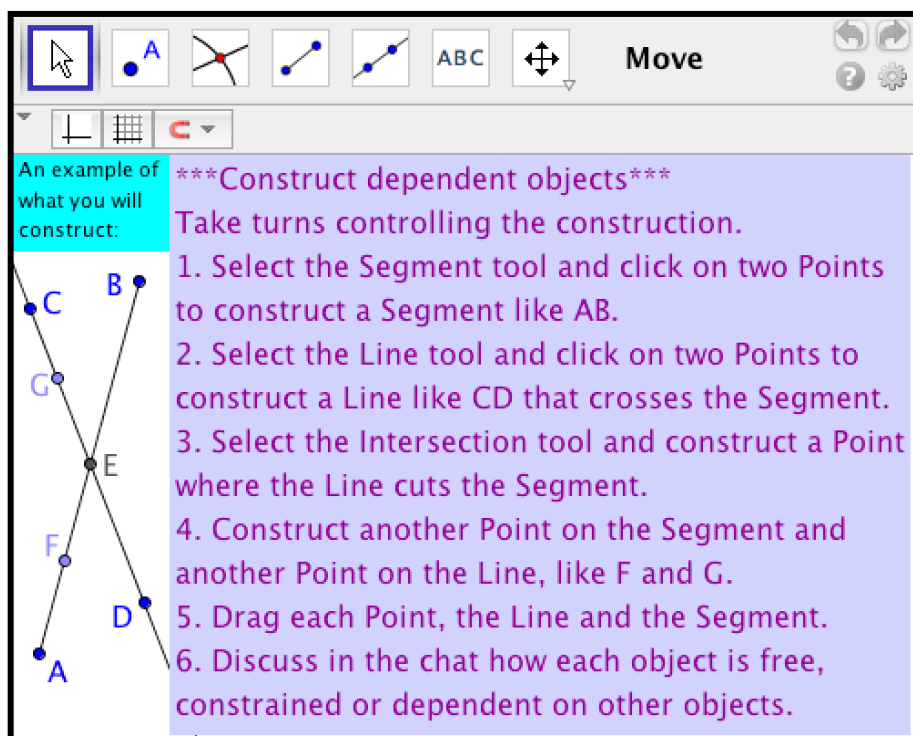 A
ABC
Move
An example of
what you will
construct:
***Construct dependent objects***
Take turns controlling the construction.
1. Select the Segment tool and click on two Points
to construct a Segment like AB.
2. Select the Line tool and click on two Points to
construct a Line like CD that crosses the Segment.
3. Select the Intersection tool and construct a Point
where the Line cuts the Segment.
4. Construct another Point on the Segment and
another Point on the Line, like F and G.
5. Drag each Point, the Line and the Segment.
6. Discuss in the chat how each object is free,
constrained or dependent on other objects.
B
C
G
E
F
D
A
?